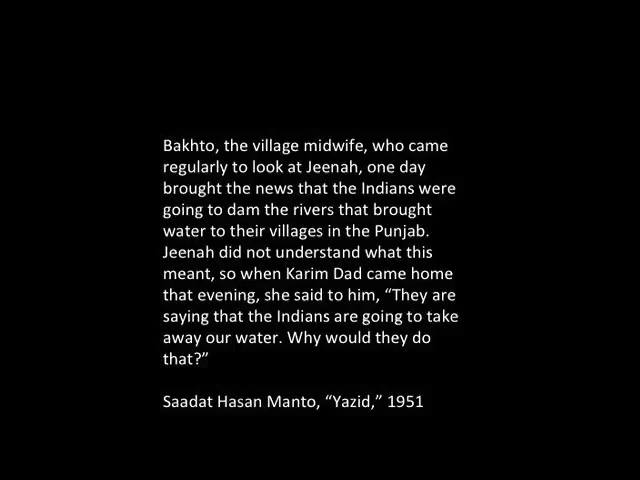 Bakhto, the village midwife, who came
regularly to look at Jeenah, one day
brought the news that the Indians were
going to dam the rivers that brought
water to their villages in the Punjab.
Jeenah did not understand what this
meant, so when Karim Dad came home
that evening, she said to him, “They are
saying that the Indians are going to take
away our water. Why would they do
that?”
Saadat Hasan Manto, “Yazid,” 1951